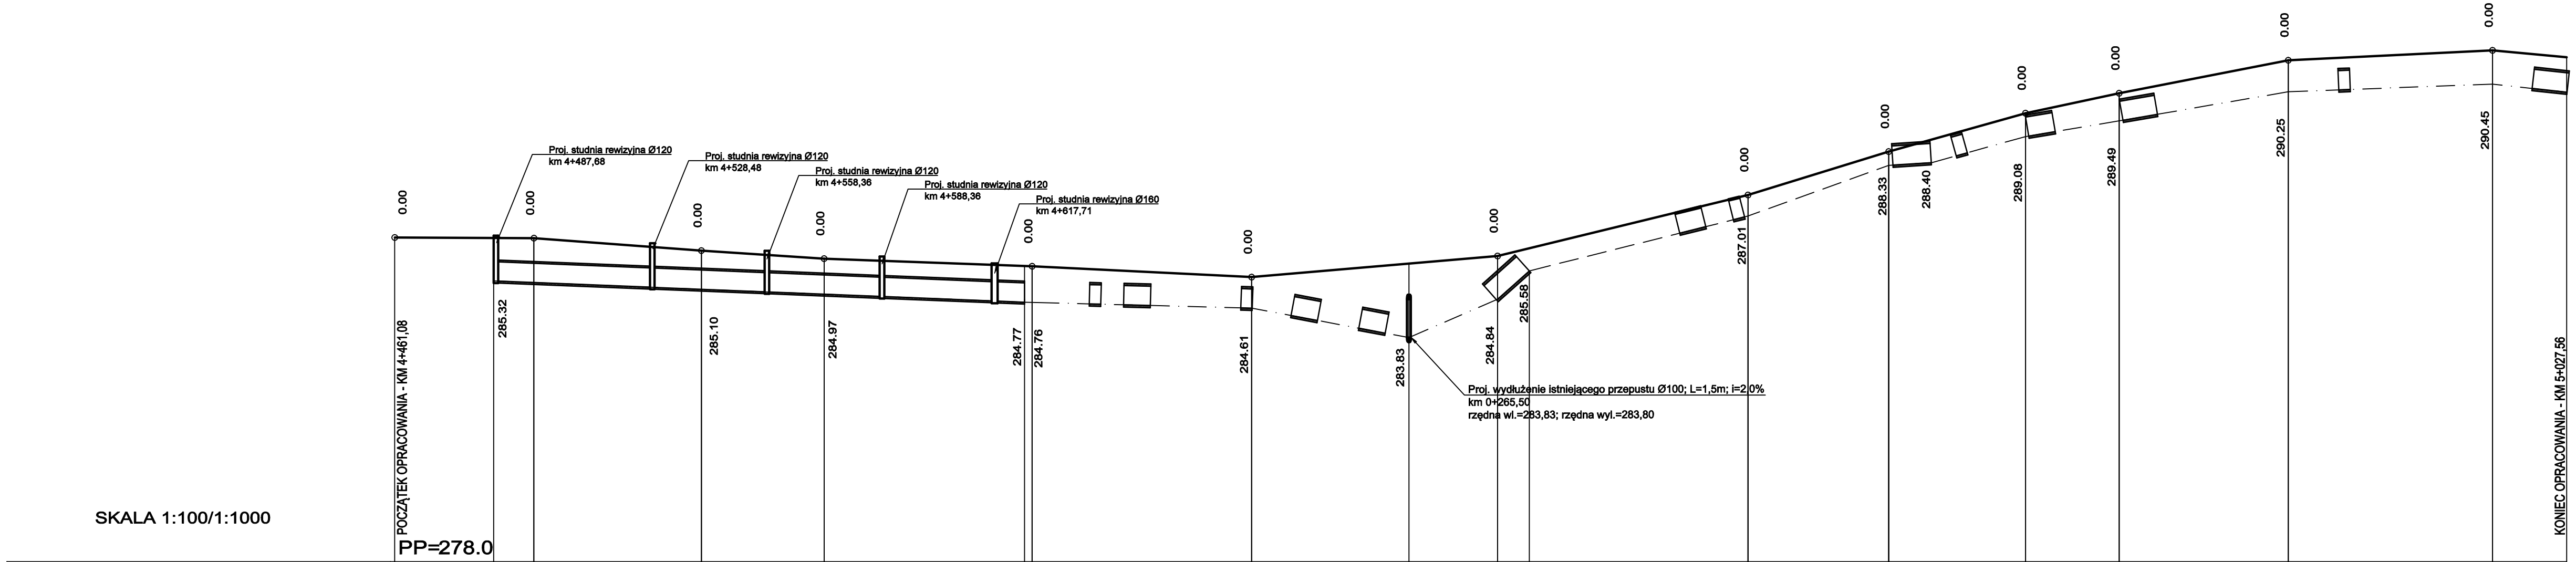 0.00
0.00
0.00
0.00
0.00
0.00
0.00
0.00
0.00
0.00
0.00
0.00
0.00
Proj. studnia rewizyjna Ø120
km 4+487,68
Proj. studnia rewizyjna Ø120
km 4+528,48
Proj. studnia rewizyjna Ø120
km 4+558,36
Proj. studnia rewizyjna Ø120
km 4+588,36
Proj. studnia rewizyjna Ø160
km 4+617,71
POCZĄTEK OPRACOWANIA - KM 4+461,08
285.32
285.10
284.97
284.77
284.76
284.61
283.83
284.84
285.58
287.01
288.33
288.40
289.08
289.49
290.25
290.45
Proj. wydłużenie istniejącego przepustu Ø100; L=1,5m; i=2,0%
km 0+265,50
rzędna wl.=283,83; rzędna wyl.=283,80
KONIEC OPRACOWANIA - KM 5+027,56
SKALA 1:100/1:1000
PP=278.0